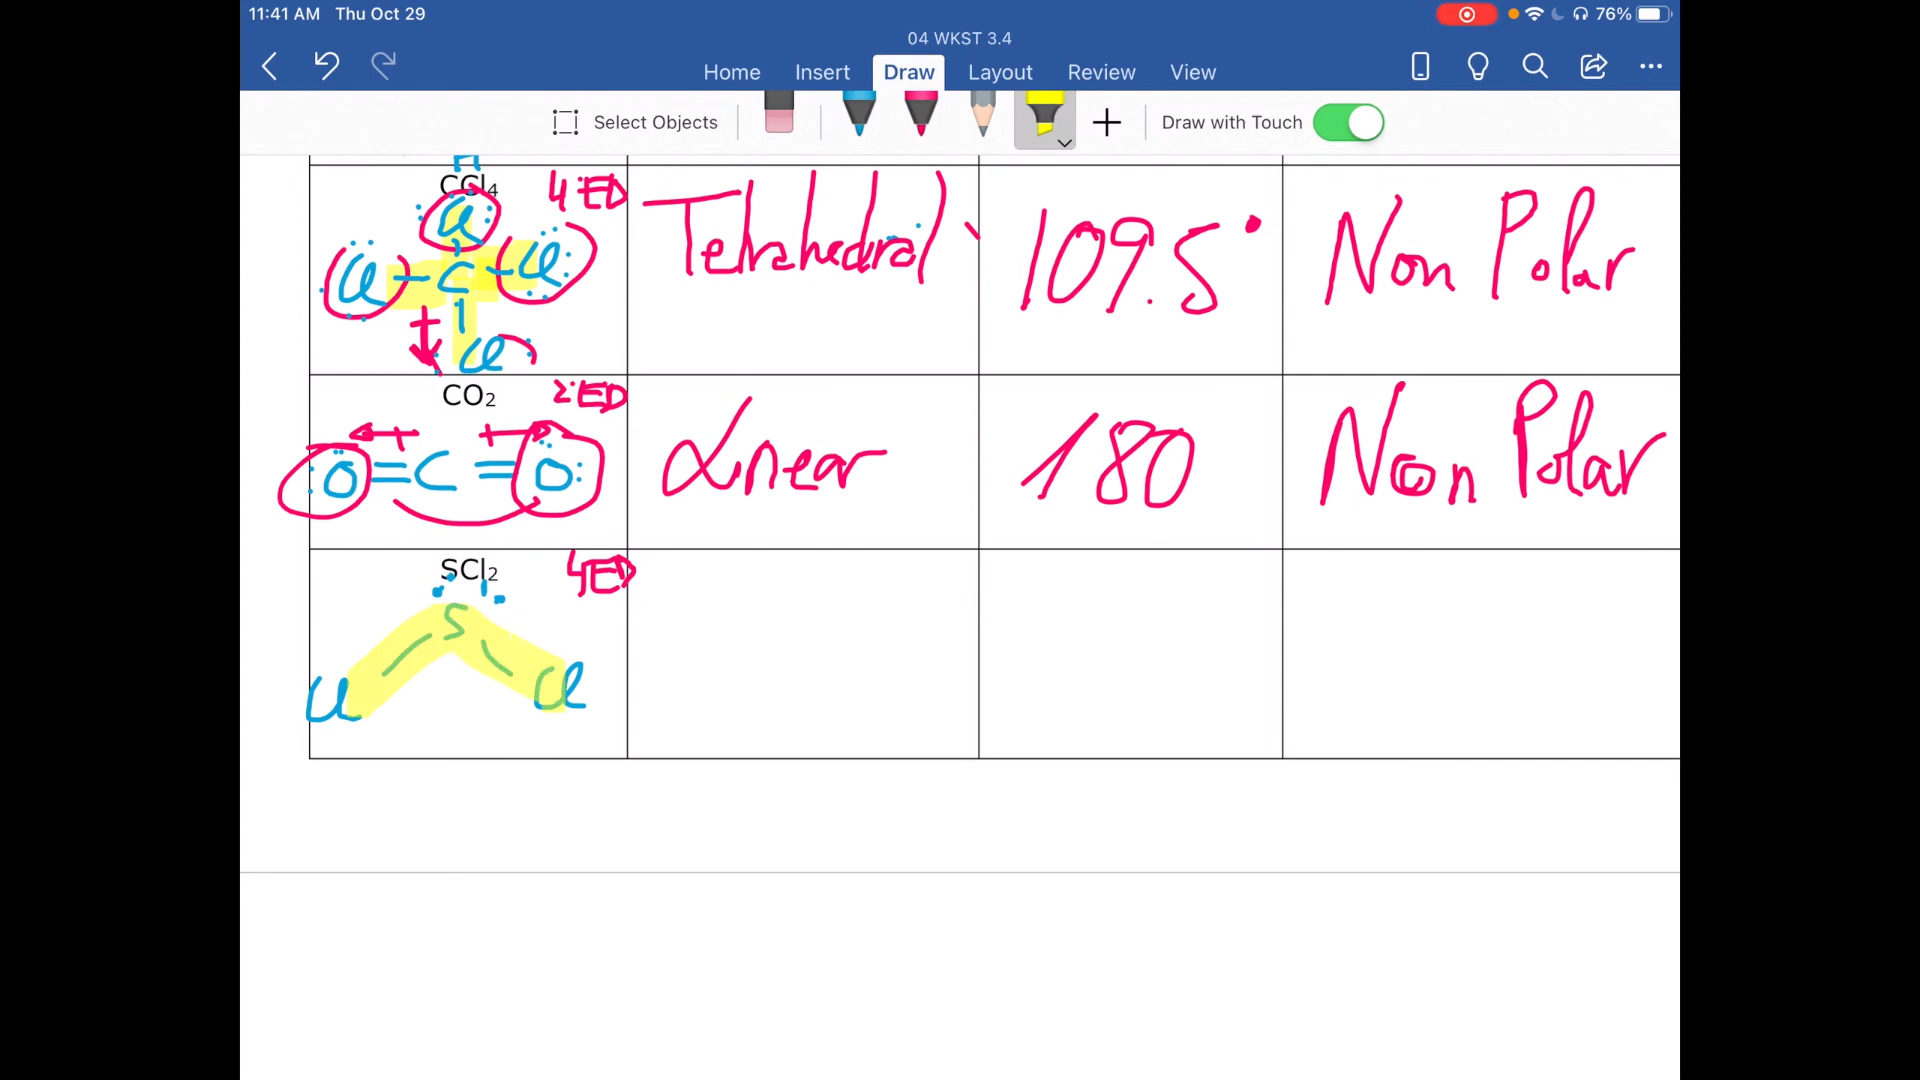 11:41 AM Thu Oct 29
76%
04 WKST 3.4
Home Insert Draw Layout Review View
Select Objects
Draw with Touch
H
CCl4 4 ED Tetrahedral 109.5° Non Polar
Cl
Cl - C - Cl
Cl
CO2 2 ED
O = C = O Linear 180 Non Polar
SCl2 4 ED
S
Cl Cl